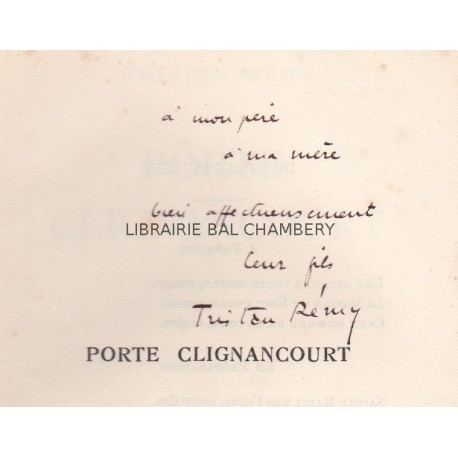 à mon père
à ma mère
bien affectueusement
LIBRAIRIE BAL CHAMBERY
leur fils
Tristan Rémy
PORTE CLIGNANCOURT